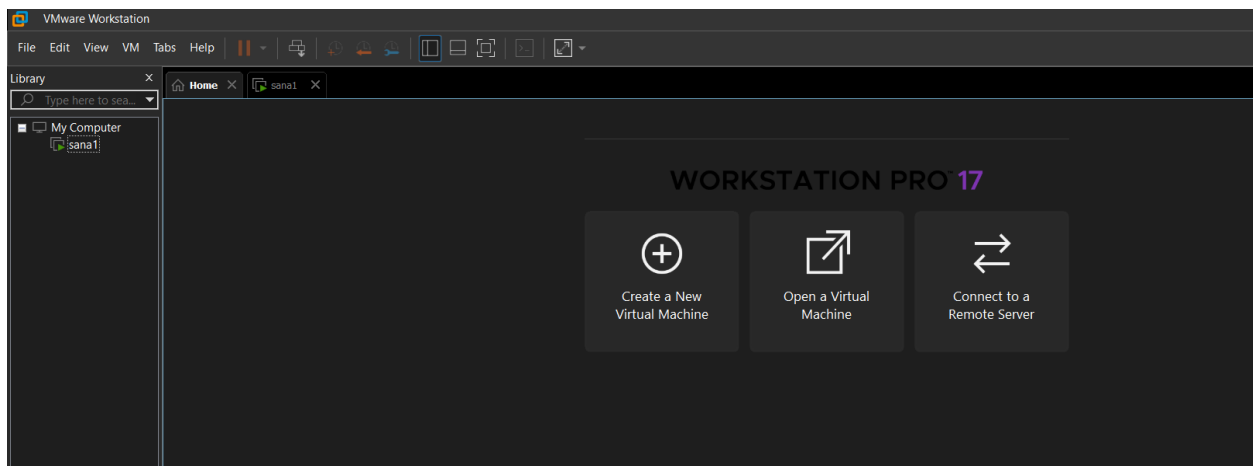 VMware Workstation
File Edit View VM Tabs Help
Library X
Type here to sea...
Home
sana1
My Computer
sana1
WORKSTATION PRO™ 17
Create a New
Virtual Machine
Open a Virtual
Machine
Connect to a
Remote Server